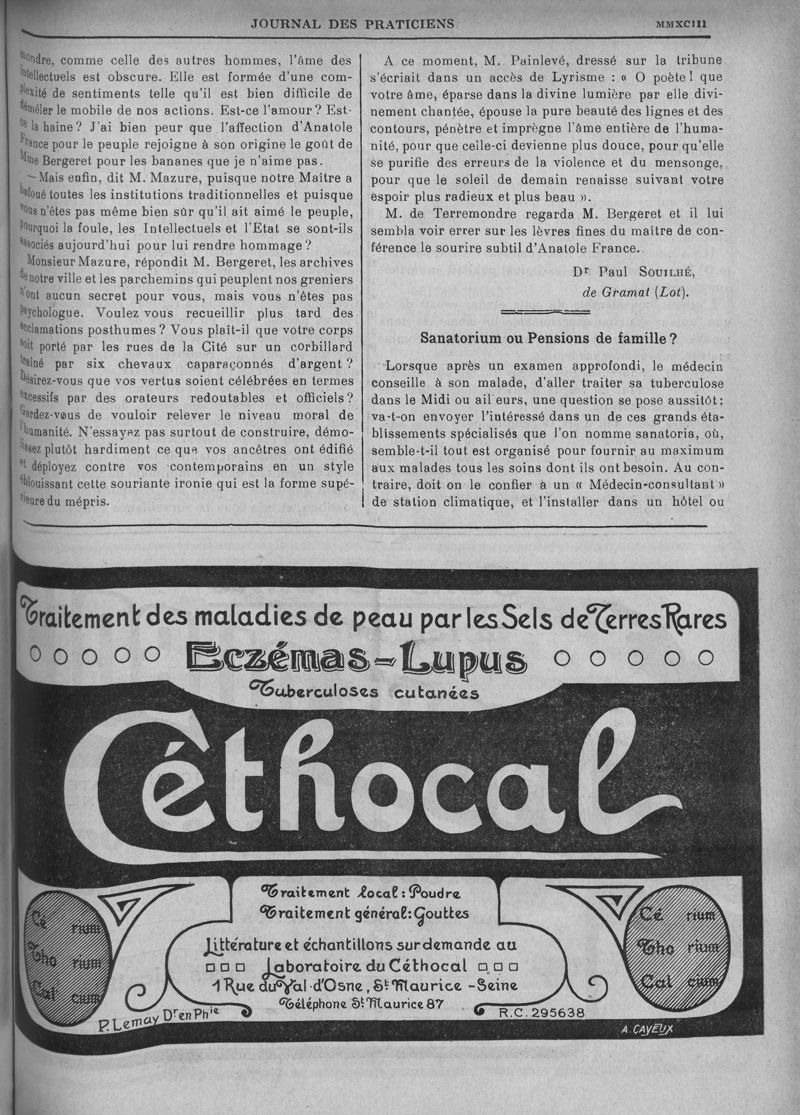 JOURNAL DES PRATICIENS MMXCIII
mondre, comme celle des autres hommes, l'âme des
intellectuels est obscure. Elle est formée d'une com-
plexité de sentiments telle qu'il est bien difficile de
démêler le mobile de nos actions. Est-ce l'amour ? Est-
ce la haine ? J'ai bien peur que l'affection d'Anatole
France pour le peuple rejoigne à son origine le goût de
Mme Bergeret pour les bananes que je n'aime pas.
— Mais enfin, dit M. Mazure, puisque notre Maître a
bafoué toutes les institutions traditionnelles et puisque
vous n'êtes pas même bien sûr qu'il ait aimé le peuple,
pourquoi la foule, les Intellectuels et l'Etat se sont-ils
associés aujourd'hui pour lui rendre hommage ?
Monsieur Mazure, répondit M. Bergeret, les archives
de notre ville et les parchemins qui peuplent nos greniers
n'ont aucun secret pour vous, mais vous n'êtes pas
psychologue. Voulez vous recueillir plus tard des
acclamations posthumes ? Vous plaît-il que votre corps
soit porté par les rues de la Cité sur un corbillard
traîné par six chevaux caparaçonnés d'argent ?
Désirez-vous que vos vertus soient célébrées en termes
excessifs par des orateurs redoutables et officiels ?
Gardez-vous de vouloir relever le niveau moral de
l'humanité. N'essayez pas surtout de construire, démo-
lissez plutôt hardiment ce que vos ancêtres ont édifié
et déployez contre vos contemporains en un style
éblouissant cette souriante ironie qui est la forme supé-
rieure du mépris.
A ce moment, M. Painlevé, dressé sur la tribune
s'écriait dans un accès de Lyrisme : « O poète ! que
votre âme, éparse dans la divine lumière par elle divi-
nement chantée, épouse la pure beauté des lignes et des
contours, pénètre et imprègne l'âme entière de l'huma-
nité, pour que celle-ci devienne plus douce, pour qu'elle
se purifie des erreurs de la violence et du mensonge,
pour que le soleil de demain renaisse suivant votre
espoir plus radieux et plus beau ».
M. de Terremondre regarda M. Bergeret et il lui
sembla voir errer sur les lèvres fines du maître de con-
férence le sourire subtil d'Anatole France.
Dr Paul SOUILHÉ,
de Gramat (Lot).
Sanatorium ou Pensions de famille ?
Lorsque après un examen approfondi, le médecin
conseille à son malade, d'aller traiter sa tuberculose
dans le Midi ou ail eurs, une question se pose aussitôt :
va-t-on envoyer l'intéressé dans un de ces grands éta-
blissements spécialisés que l'on nomme sanatoria, où,
semble-t-il tout est organisé pour fournir au maximum
aux malades tous les soins dont ils ont besoin. Au con-
traire, doit on le confier à un « Médecin-consultant »
de station climatique, et l'installer dans un hôtel ou
Traitement des maladies de peau par les Sels de Terres Rares
Eczémas - Lupus
Tuberculoses cutanées
Céthocal
Traitement local : Poudre
Traitement général : Gouttes
Littérature et échantillons sur demande au
Laboratoire du Céthocal
1 Rue du Val d'Osne, St Maurice - Seine
Téléphone St Maurice 87
Cé rium
Tho rium
Cal cium
Cé rium
Tho rium
Cal cium
P. Lemay Dr en Phie
R.C. 295638
A. CAYEUX